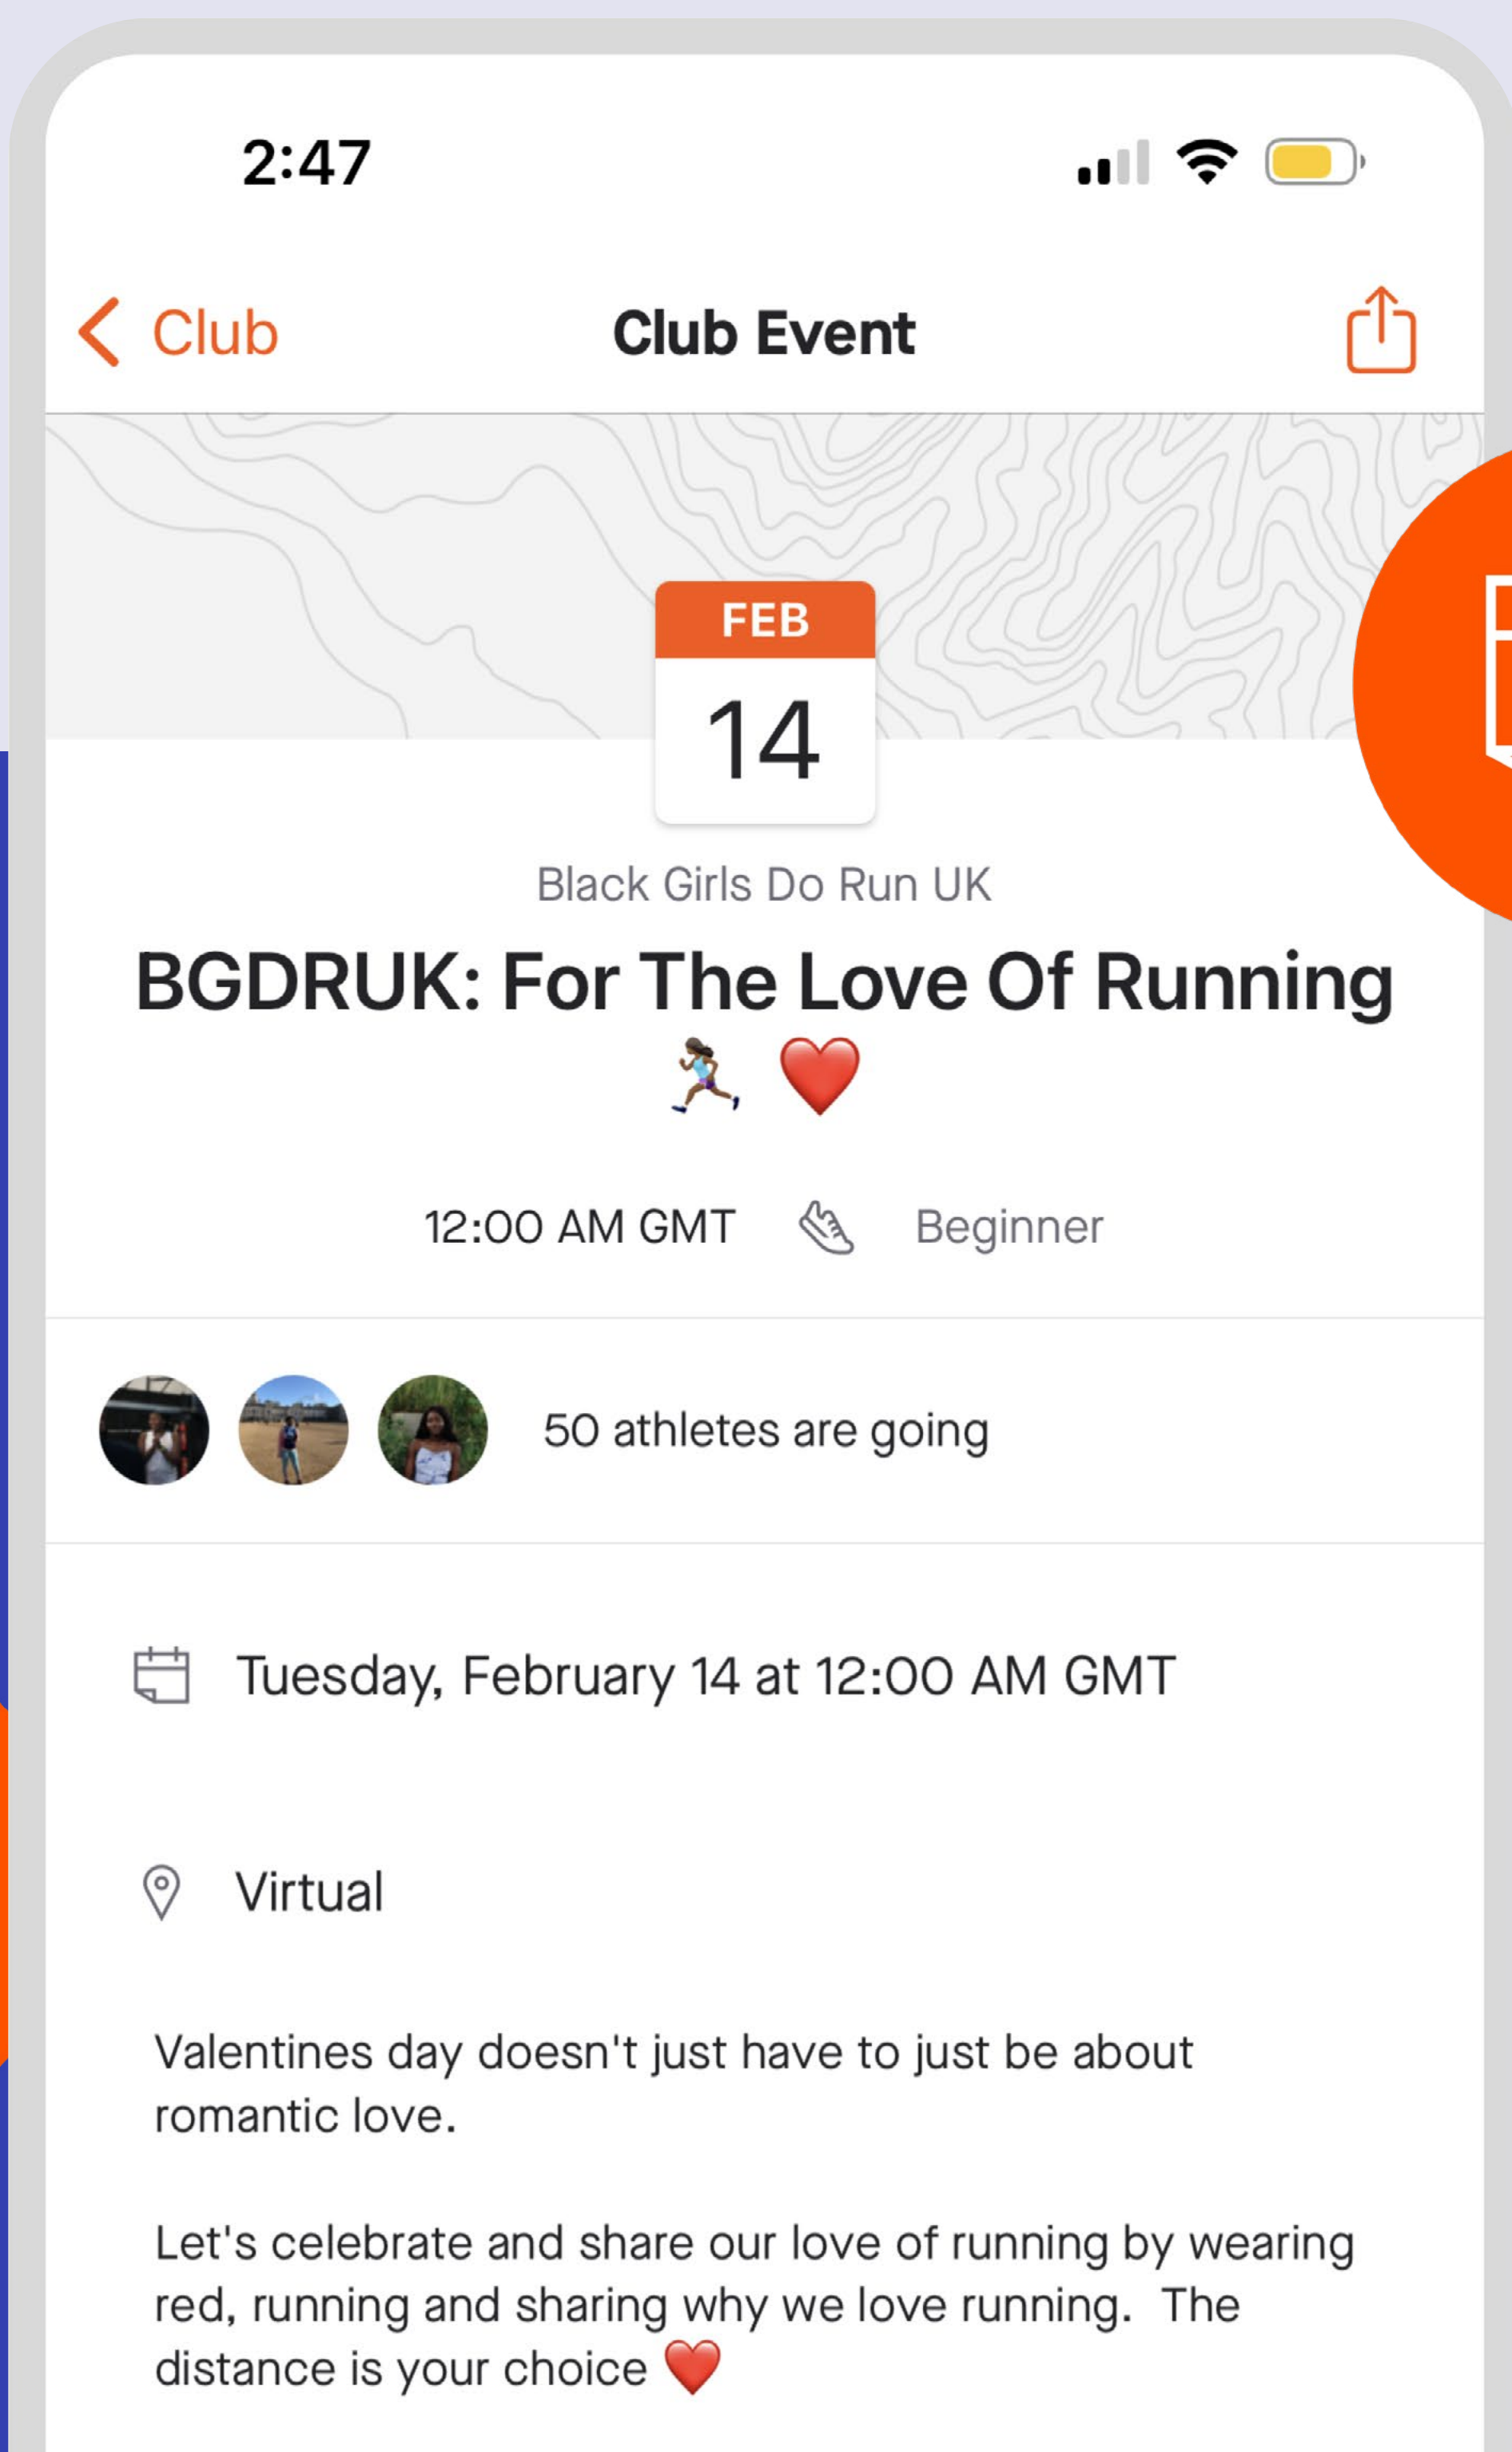 2:47
Club
Club Event
FEB
14
Black Girls Do Run UK
BGDRUK: For The Love Of Running
🏃🏾‍♀️ ❤️
12:00 AM GMT Beginner
50 athletes are going
Tuesday, February 14 at 12:00 AM GMT
Virtual
Valentines day doesn't just have to just be about
romantic love.
Let's celebrate and share our love of running by wearing
red, running and sharing why we love running.  The
distance is your choice ❤️